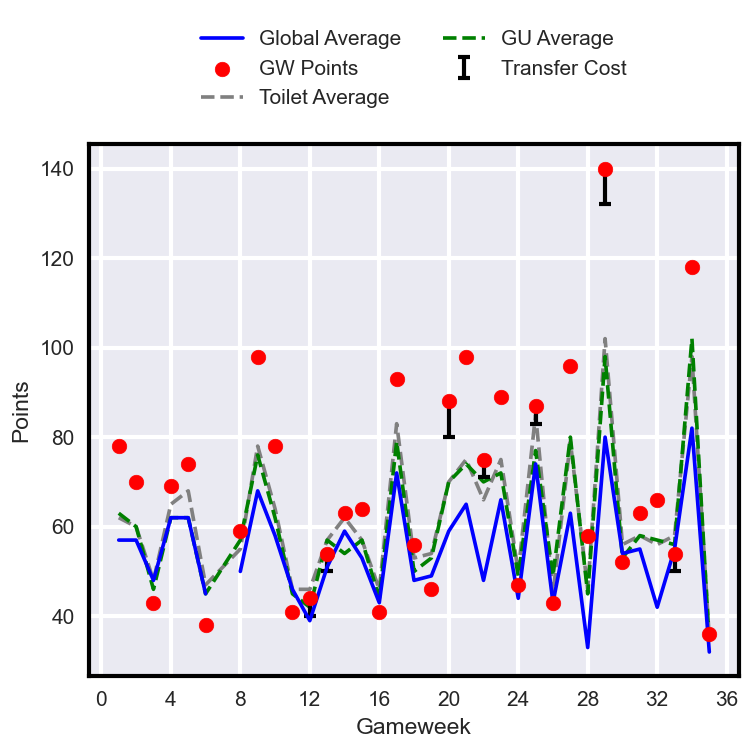 Global Average
GW Points
Toilet Average
GU Average
Transfer Cost
140
120
100
80
60
40
Points
0 4 8 12 16 20 24 28 32 36
Gameweek